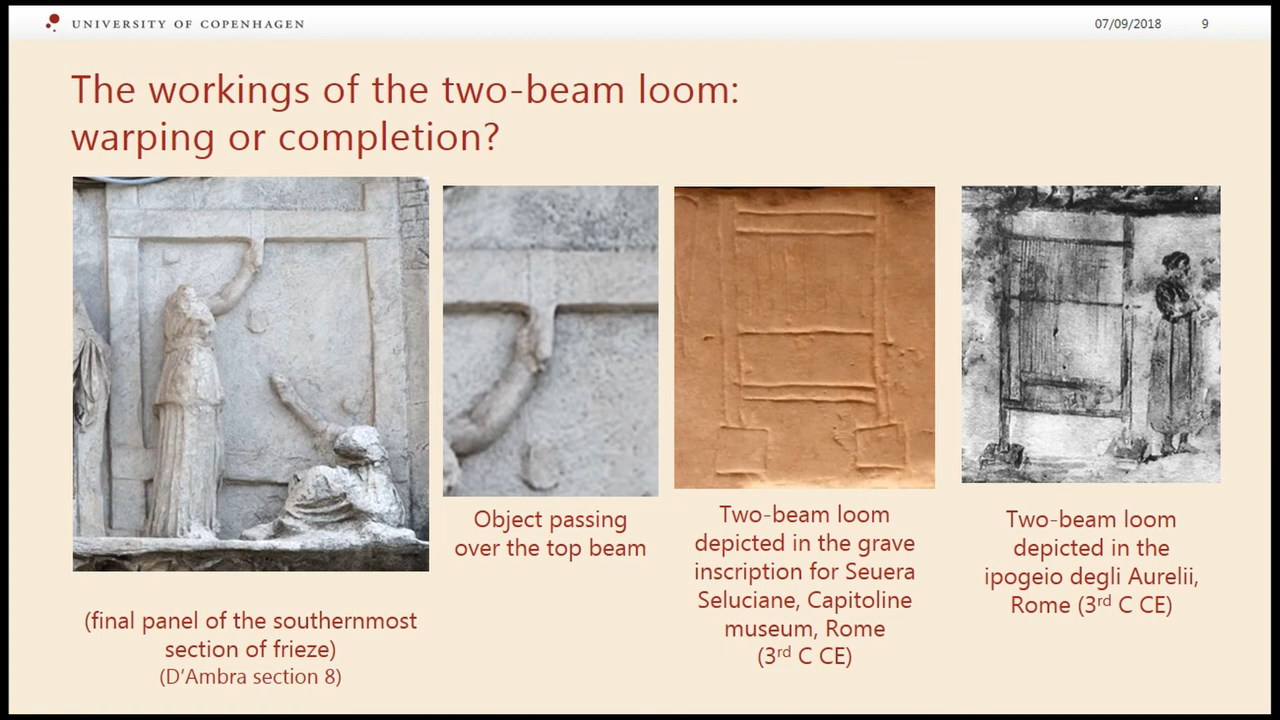 UNIVERSITY OF COPENHAGEN
07/09/2018
9
The workings of the two-beam loom:
warping or completion?
(final panel of the southernmost
section of frieze)
(D’Ambra section 8)
Object passing
over the top beam
Two-beam loom
depicted in the grave
inscription for Seuera
Seluciane, Capitoline
museum, Rome
(3rd C CE)
Two-beam loom
depicted in the
ipogeio degli Aurelii,
Rome (3rd C CE)